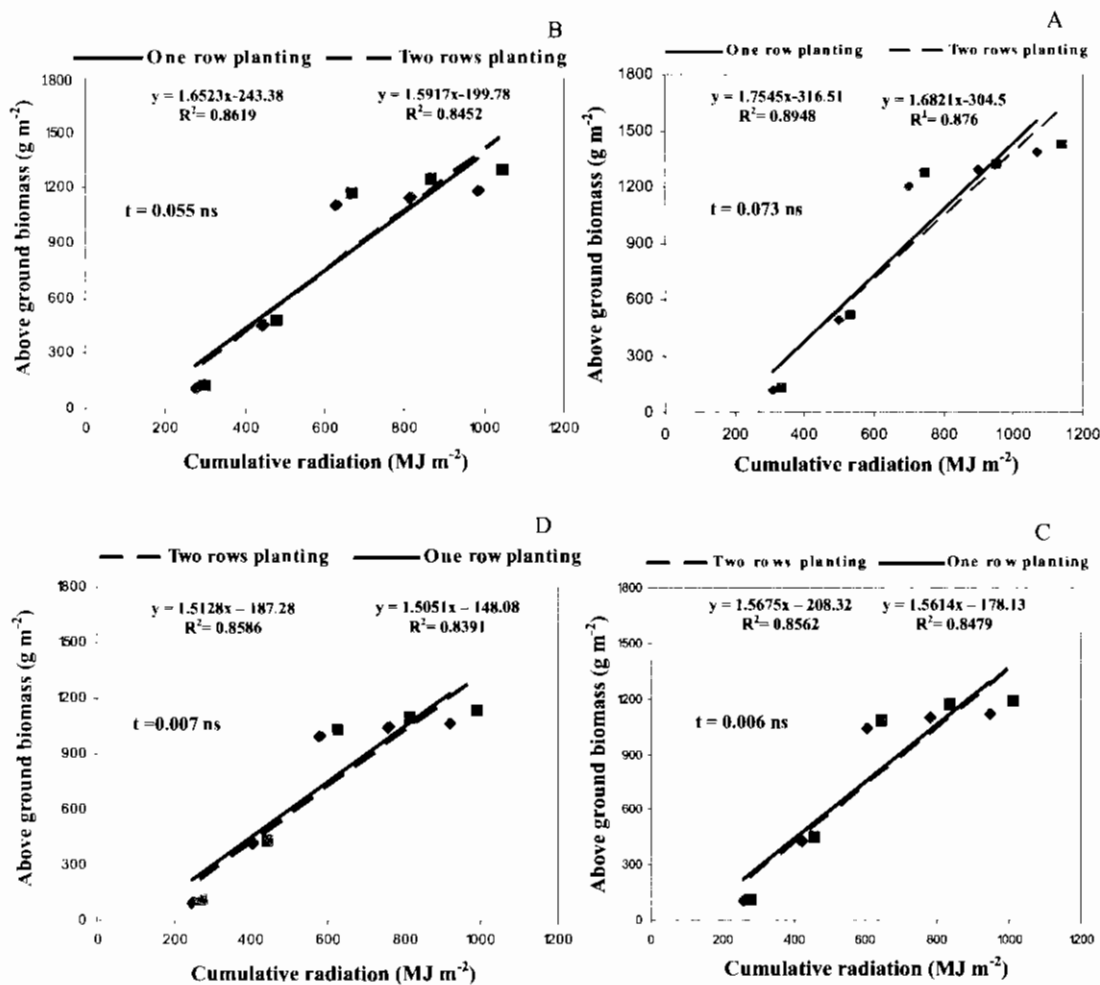 B
One row planting Two rows planting
y = 1.6523x-243.38 y = 1.5917x-199.78
R²= 0.8619 R²= 0.8452
t = 0.055 ns
Above ground biomass (g m⁻²)
1800
1500
1200
900
600
300
0
0 200 400 600 800 1000 1200
Cumulative radiation (MJ m⁻²)
A
One row planting Two rows planting
y = 1.7545x-316.51 y = 1.6821x-304.5
R²= 0.8948 R²= 0.876
t = 0.073 ns
Above ground biomass (g m⁻²)
1800
1500
1200
900
600
300
0
0 200 400 600 800 1000 1200
Cumulative radiation (MJ m⁻²)
D
Two rows planting One row planting
y = 1.5128x – 187.28 y = 1.5051x – 148.08
R²= 0.8586 R²= 0.8391
t =0.007 ns
Above ground biomass (g m⁻²)
1800
1500
1200
900
600
300
0
0 200 400 600 800 1000 1200
Cumulative radiation (MJ m⁻²)
C
Two rows planting One row planting
y = 1.5675x – 208.32 y = 1.5614x – 178.13
R²= 0.8562 R²= 0.8479
t = 0.006 ns
Above ground biomass (g m⁻²)
1800
1500
1200
900
600
300
0
0 200 400 600 800 1000 1200
Cumulative radiation (MJ m⁻²)